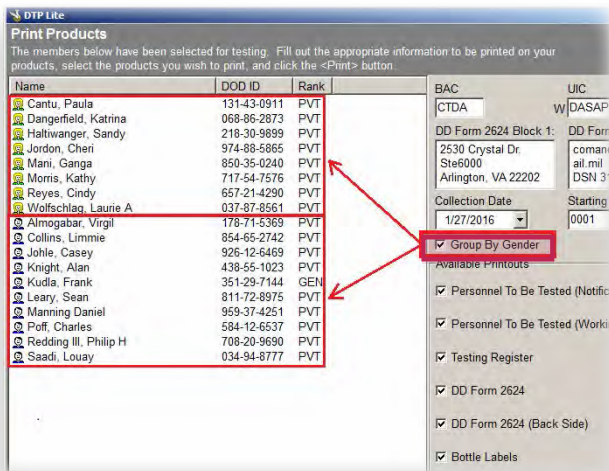 DTP Lite
Print Products
The members below have been selected for testing. Fill out the appropriate information to be printed on your
products, select the products you wish to print, and click the <Print> button.
Name DOD ID Rank
Cantu, Paula 131-43-0911 PVT
Dangerfield, Katrina 068-86-2873 PVT
Haltiwanger, Sandy 218-30-9899 PVT
Jordon, Cheri 974-88-5865 PVT
Mani, Ganga 850-35-0240 PVT
Morris, Kathy 717-54-7576 PVT
Reyes, Cindy 657-21-4290 PVT
Wolfschlag, Laurie A 037-87-8561 PVT
Almogabar, Virgil 178-71-5369 PVT
Collins, Limmie 854-65-2742 PVT
Johle, Casey 926-12-6469 PVT
Knight, Alan 438-55-1023 PVT
Kudla, Frank 351-29-7144 GEN
Leary, Sean 811-72-8975 PVT
Manning Daniel 959-37-4251 PVT
Poff, Charles 584-12-6537 PVT
Redding III, Philip H 708-20-9690 PVT
Saadi, Louay 034-94-8777 PVT
BAC UIC
CTDA W DASAF
DD Form 2624 Block 1: DD For
2530 Crystal Dr. coman
Ste6000 ail.mil
Arlington, VA 22202 DSN 3
Collection Date Starting
1/27/2016 0001
Group By Gender
Available Printouts
Personnel To Be Tested (Notific
Personnel To Be Tested (Worki
Testing Register
DD Form 2624
DD Form 2624 (Back Side)
Bottle Labels